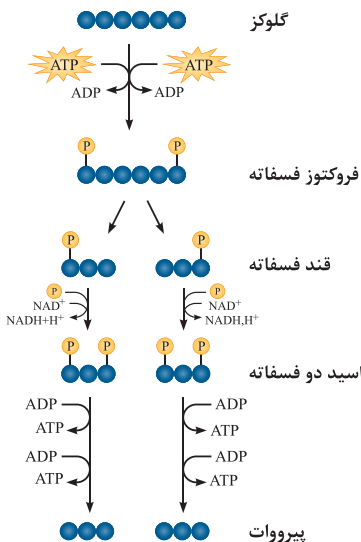 گلوکز
ATP ATP
ADP ADP
P P
فروکتوز فسفاته
P P
قند فسفاته
P P
NAD⁺ NAD⁺
NADH+H⁺ NADH,H⁺
P P P P
اسید دو فسفاته
ADP ADP
ATP ATP
ADP ADP
ATP ATP
پیرووات